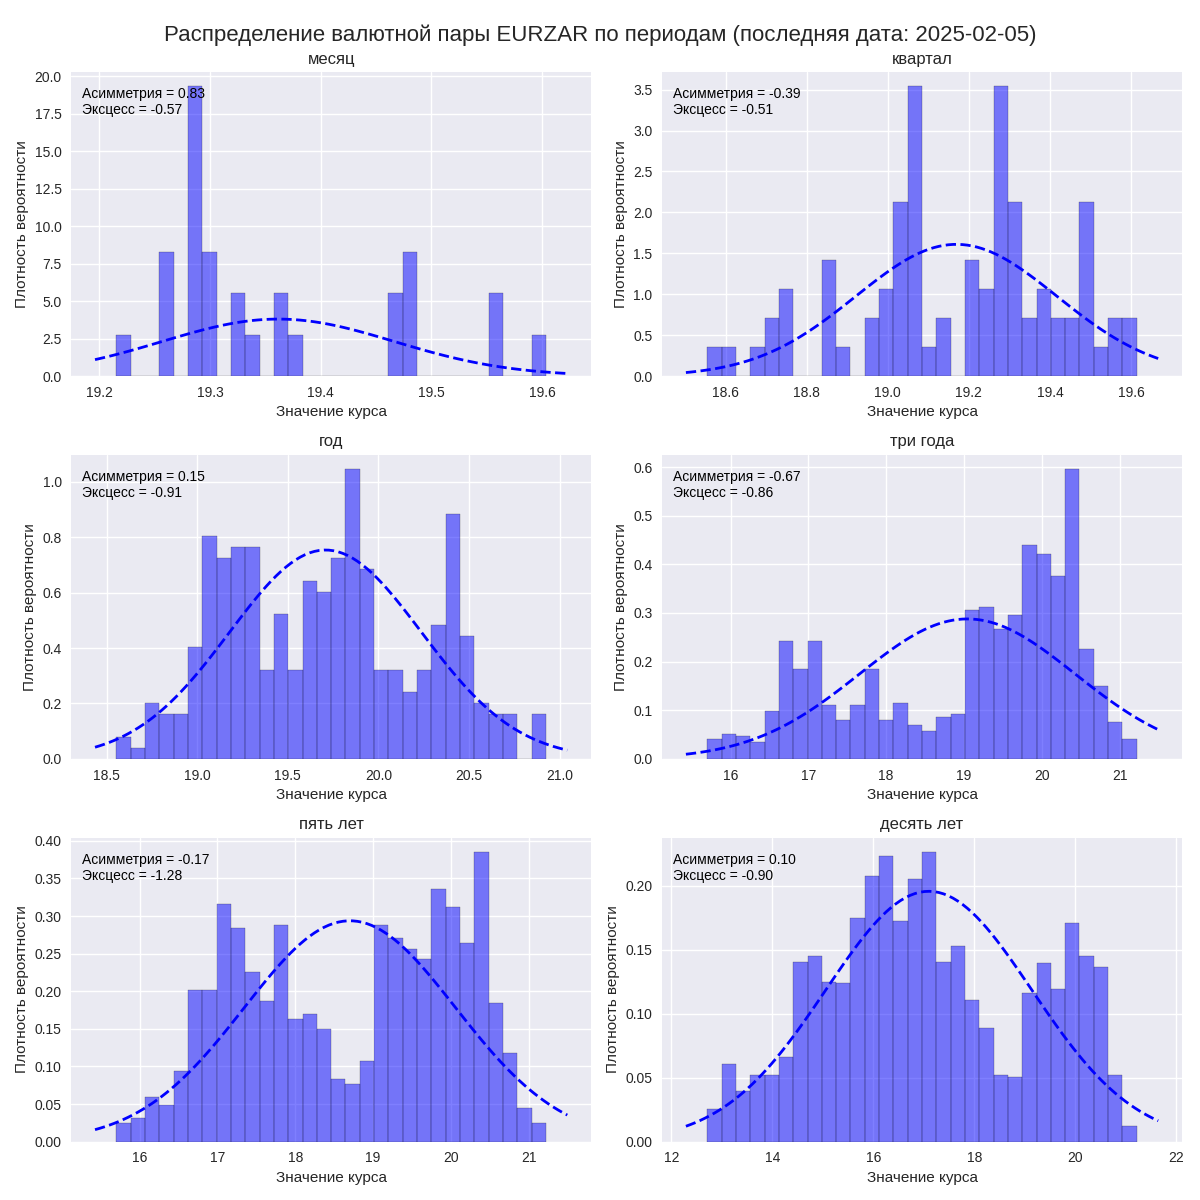 Распределение валютной пары EURZAR по периодам (последняя дата: 2025-02-05)
месяц
Асимметрия = 0.83
Эксцесс = -0.57
Плотность вероятности
20.0
17.5
15.0
12.5
10.0
7.5
5.0
2.5
0.0
19.2 19.3 19.4 19.5 19.6
Значение курса
квартал
Асимметрия = -0.39
Эксцесс = -0.51
Плотность вероятности
3.5
3.0
2.5
2.0
1.5
1.0
0.5
0.0
18.6 18.8 19.0 19.2 19.4 19.6
Значение курса
год
Асимметрия = 0.15
Эксцесс = -0.91
Плотность вероятности
1.0
0.8
0.6
0.4
0.2
0.0
18.5 19.0 19.5 20.0 20.5 21.0
Значение курса
три года
Асимметрия = -0.67
Эксцесс = -0.86
Плотность вероятности
0.6
0.5
0.4
0.3
0.2
0.1
0.0
16 17 18 19 20 21
Значение курса
пять лет
Асимметрия = -0.17
Эксцесс = -1.28
Плотность вероятности
0.40
0.35
0.30
0.25
0.20
0.15
0.10
0.05
0.00
16 17 18 19 20 21
Значение курса
десять лет
Асимметрия = 0.10
Эксцесс = -0.90
Плотность вероятности
0.20
0.15
0.10
0.05
0.00
12 14 16 18 20 22
Значение курса